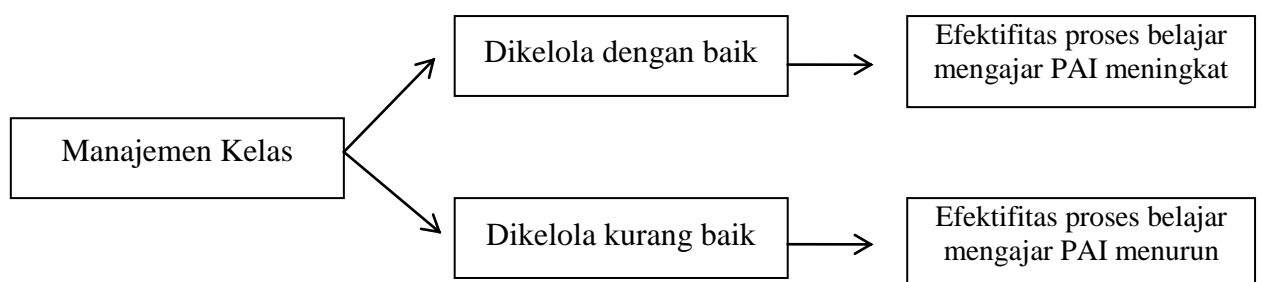 Manajemen Kelas
Dikelola dengan baik
Efektifitas proses belajar
mengajar PAI meningkat
Dikelola kurang baik
Efektifitas proses belajar
mengajar PAI menurun